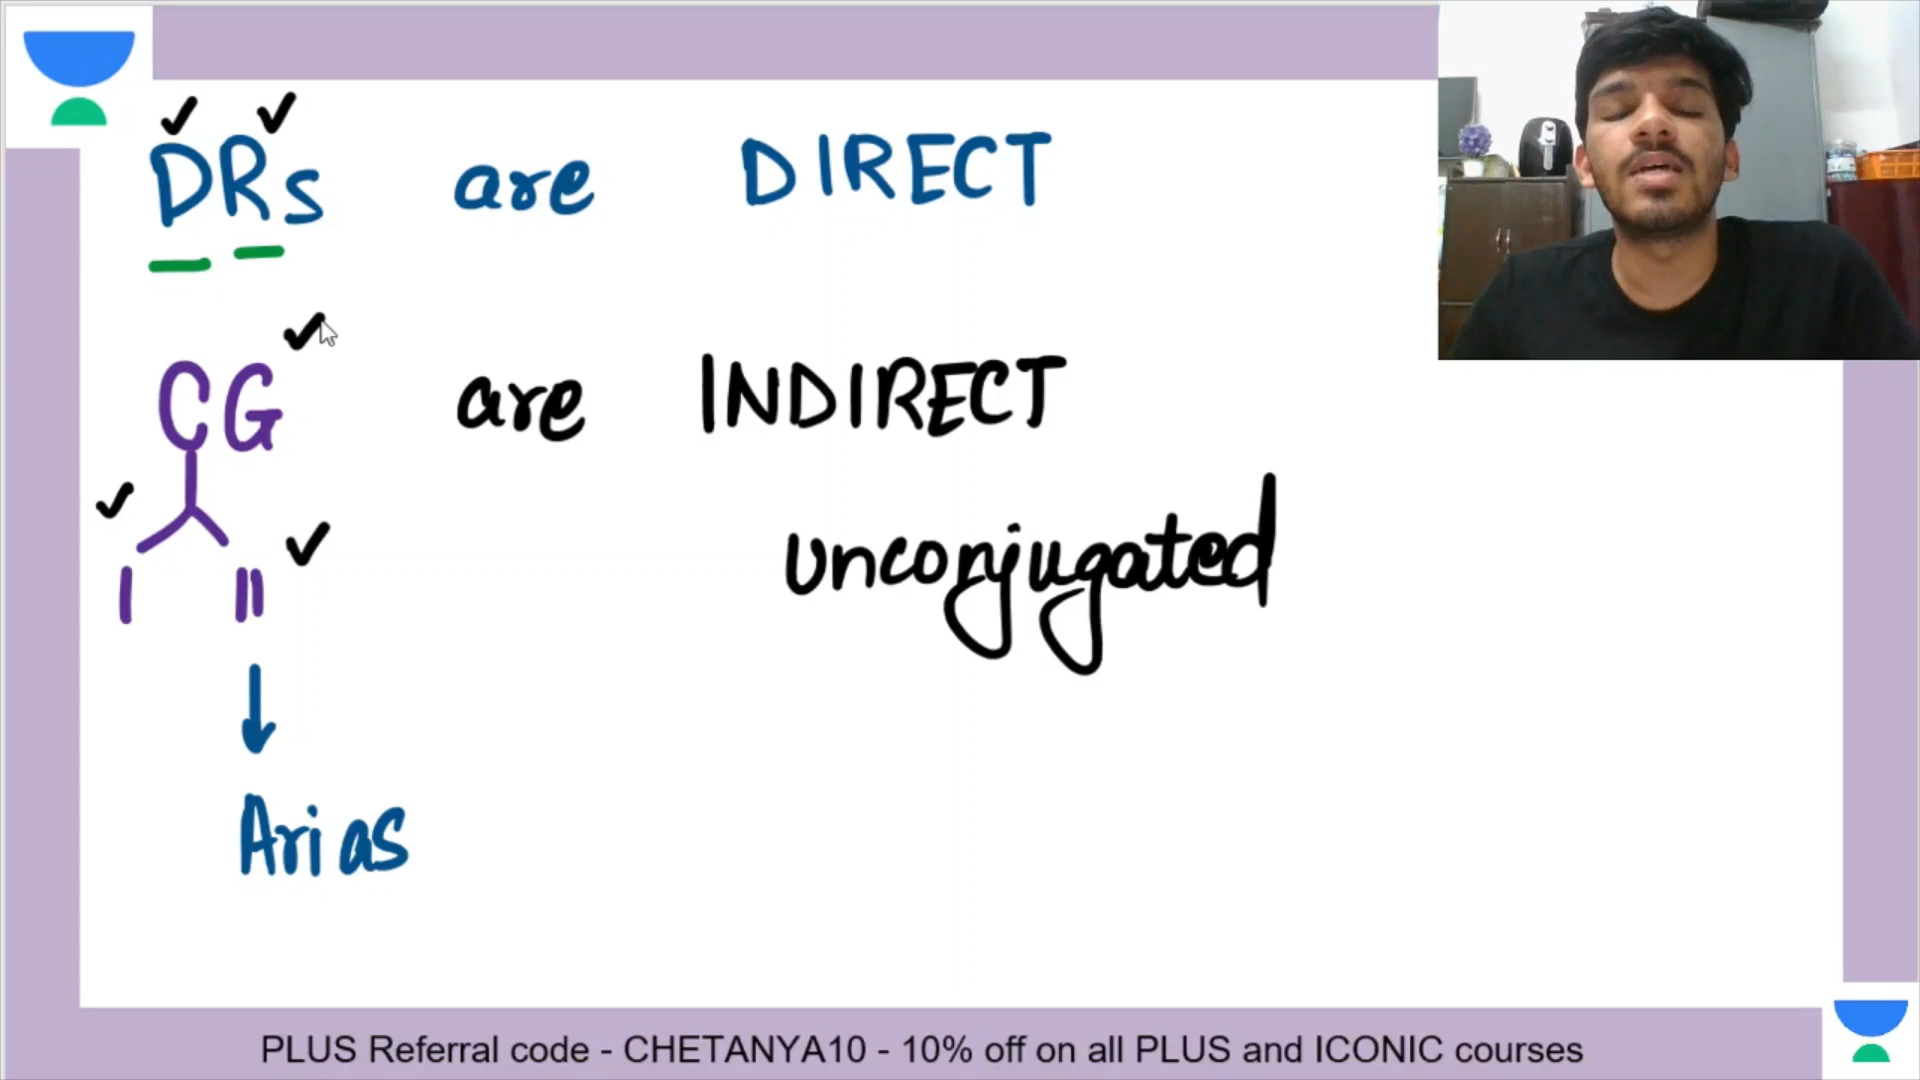 DRs are DIRECT
CG are INDIRECT
unconjugated
I II
Arias
PLUS Referral code - CHETANYA10 - 10% off on all PLUS and ICONIC courses